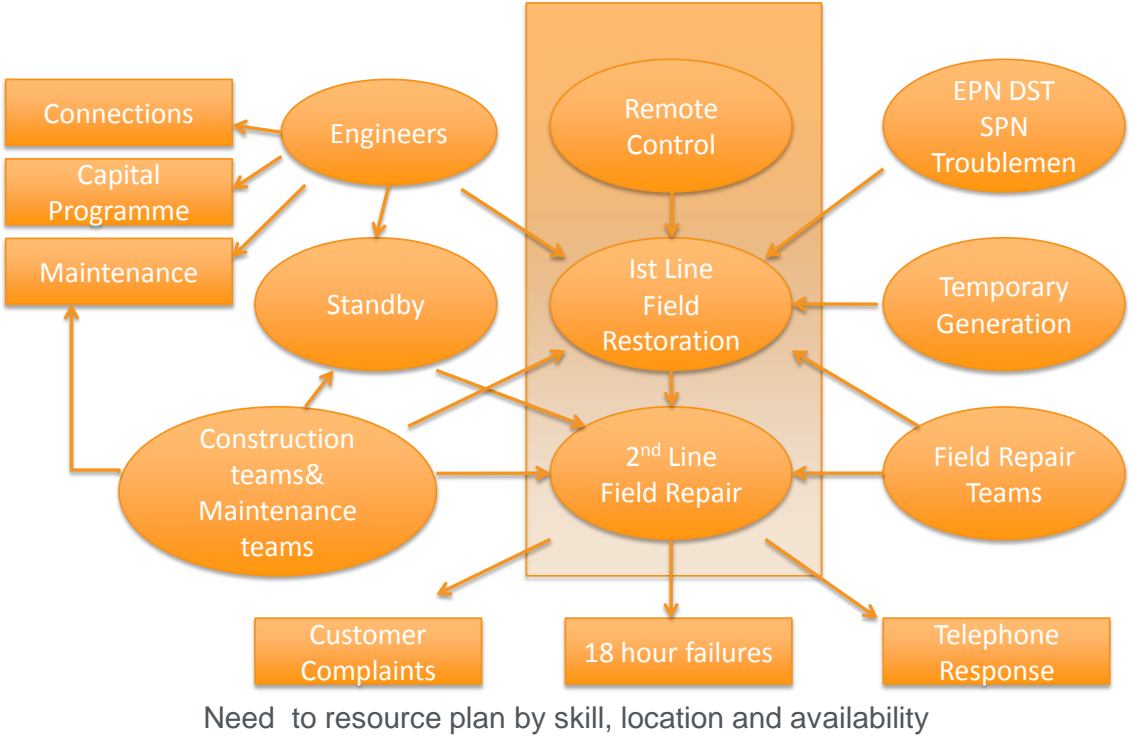 Connections
Capital
Programme
Maintenance
Engineers
Standby
Construction
teams&
Maintenance
teams
Remote
Control
Ist Line
Field
Restoration
2nd Line
Field Repair
EPN DST
SPN
Troublemen
Temporary
Generation
Field Repair
Teams
Customer
Complaints
18 hour failures
Telephone
Response
Need  to resource plan by skill, location and availability